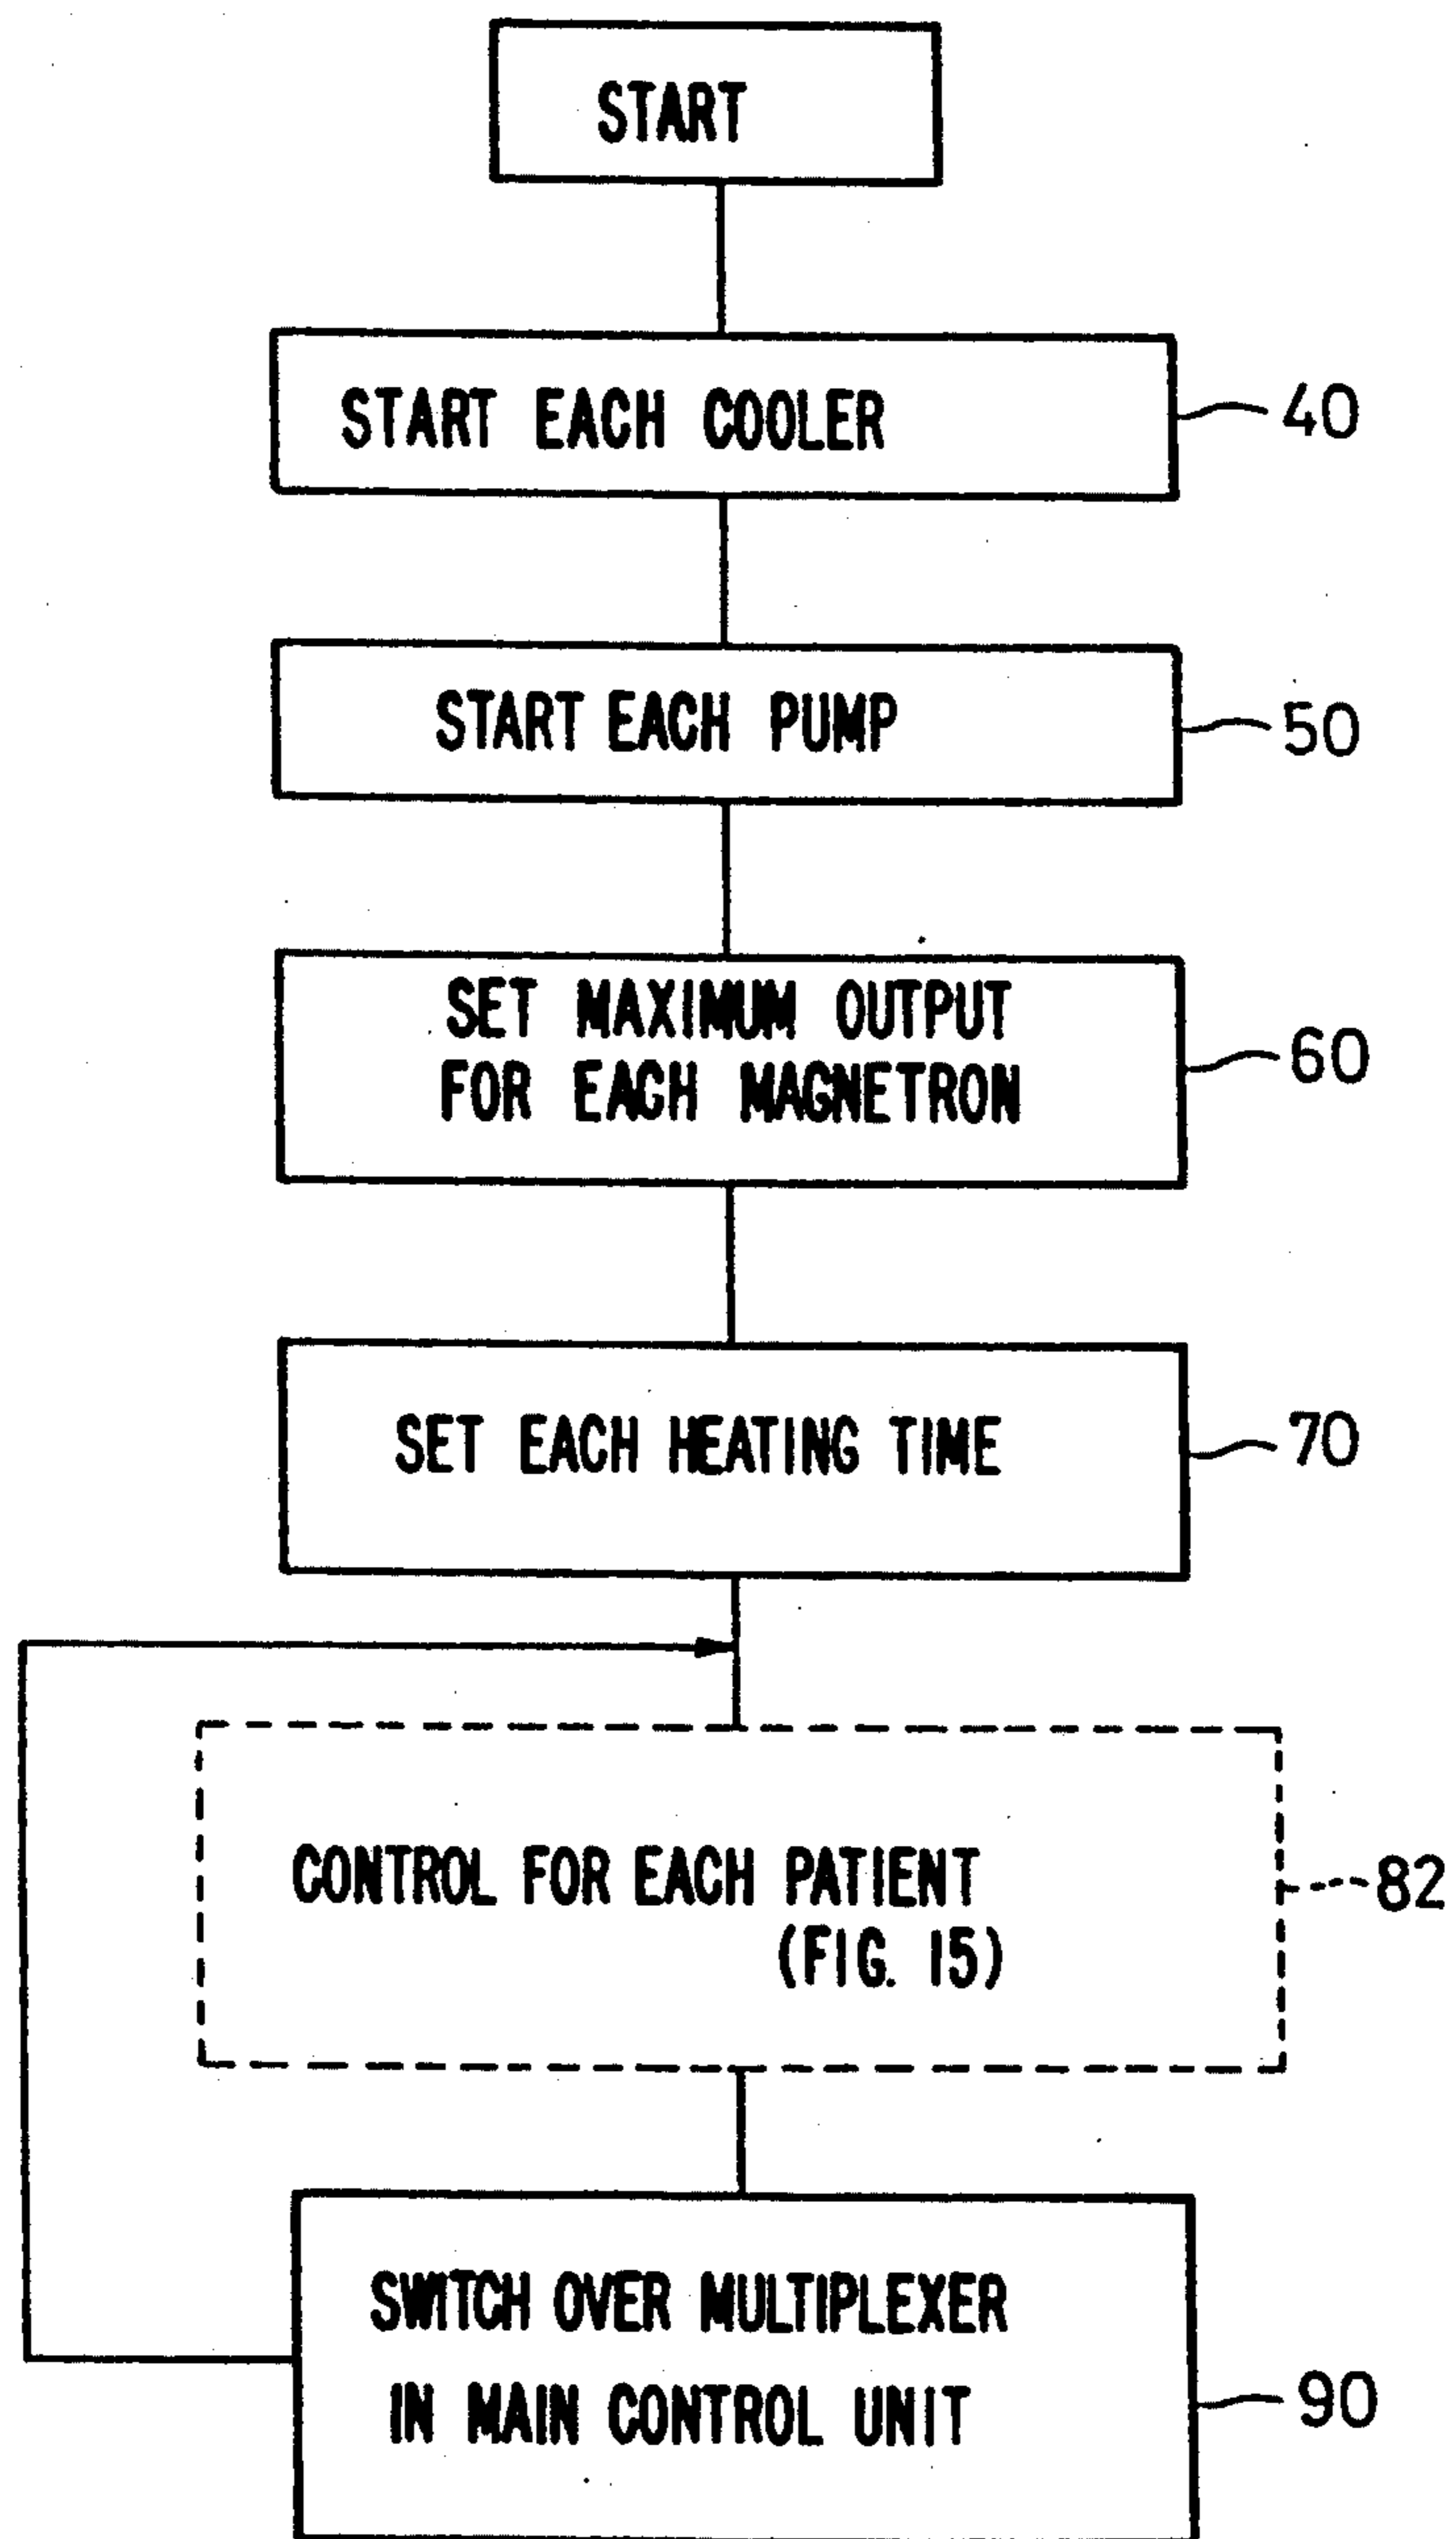 START
START EACH COOLER
40
START EACH PUMP
50
SET MAXIMUM OUTPUT
FOR EACH MAGNETRON
60
SET EACH HEATING TIME
70
CONTROL FOR EACH PATIENT
(FIG. 15)
82
SWITCH OVER MULTIPLEXER
IN MAIN CONTROL UNIT
90